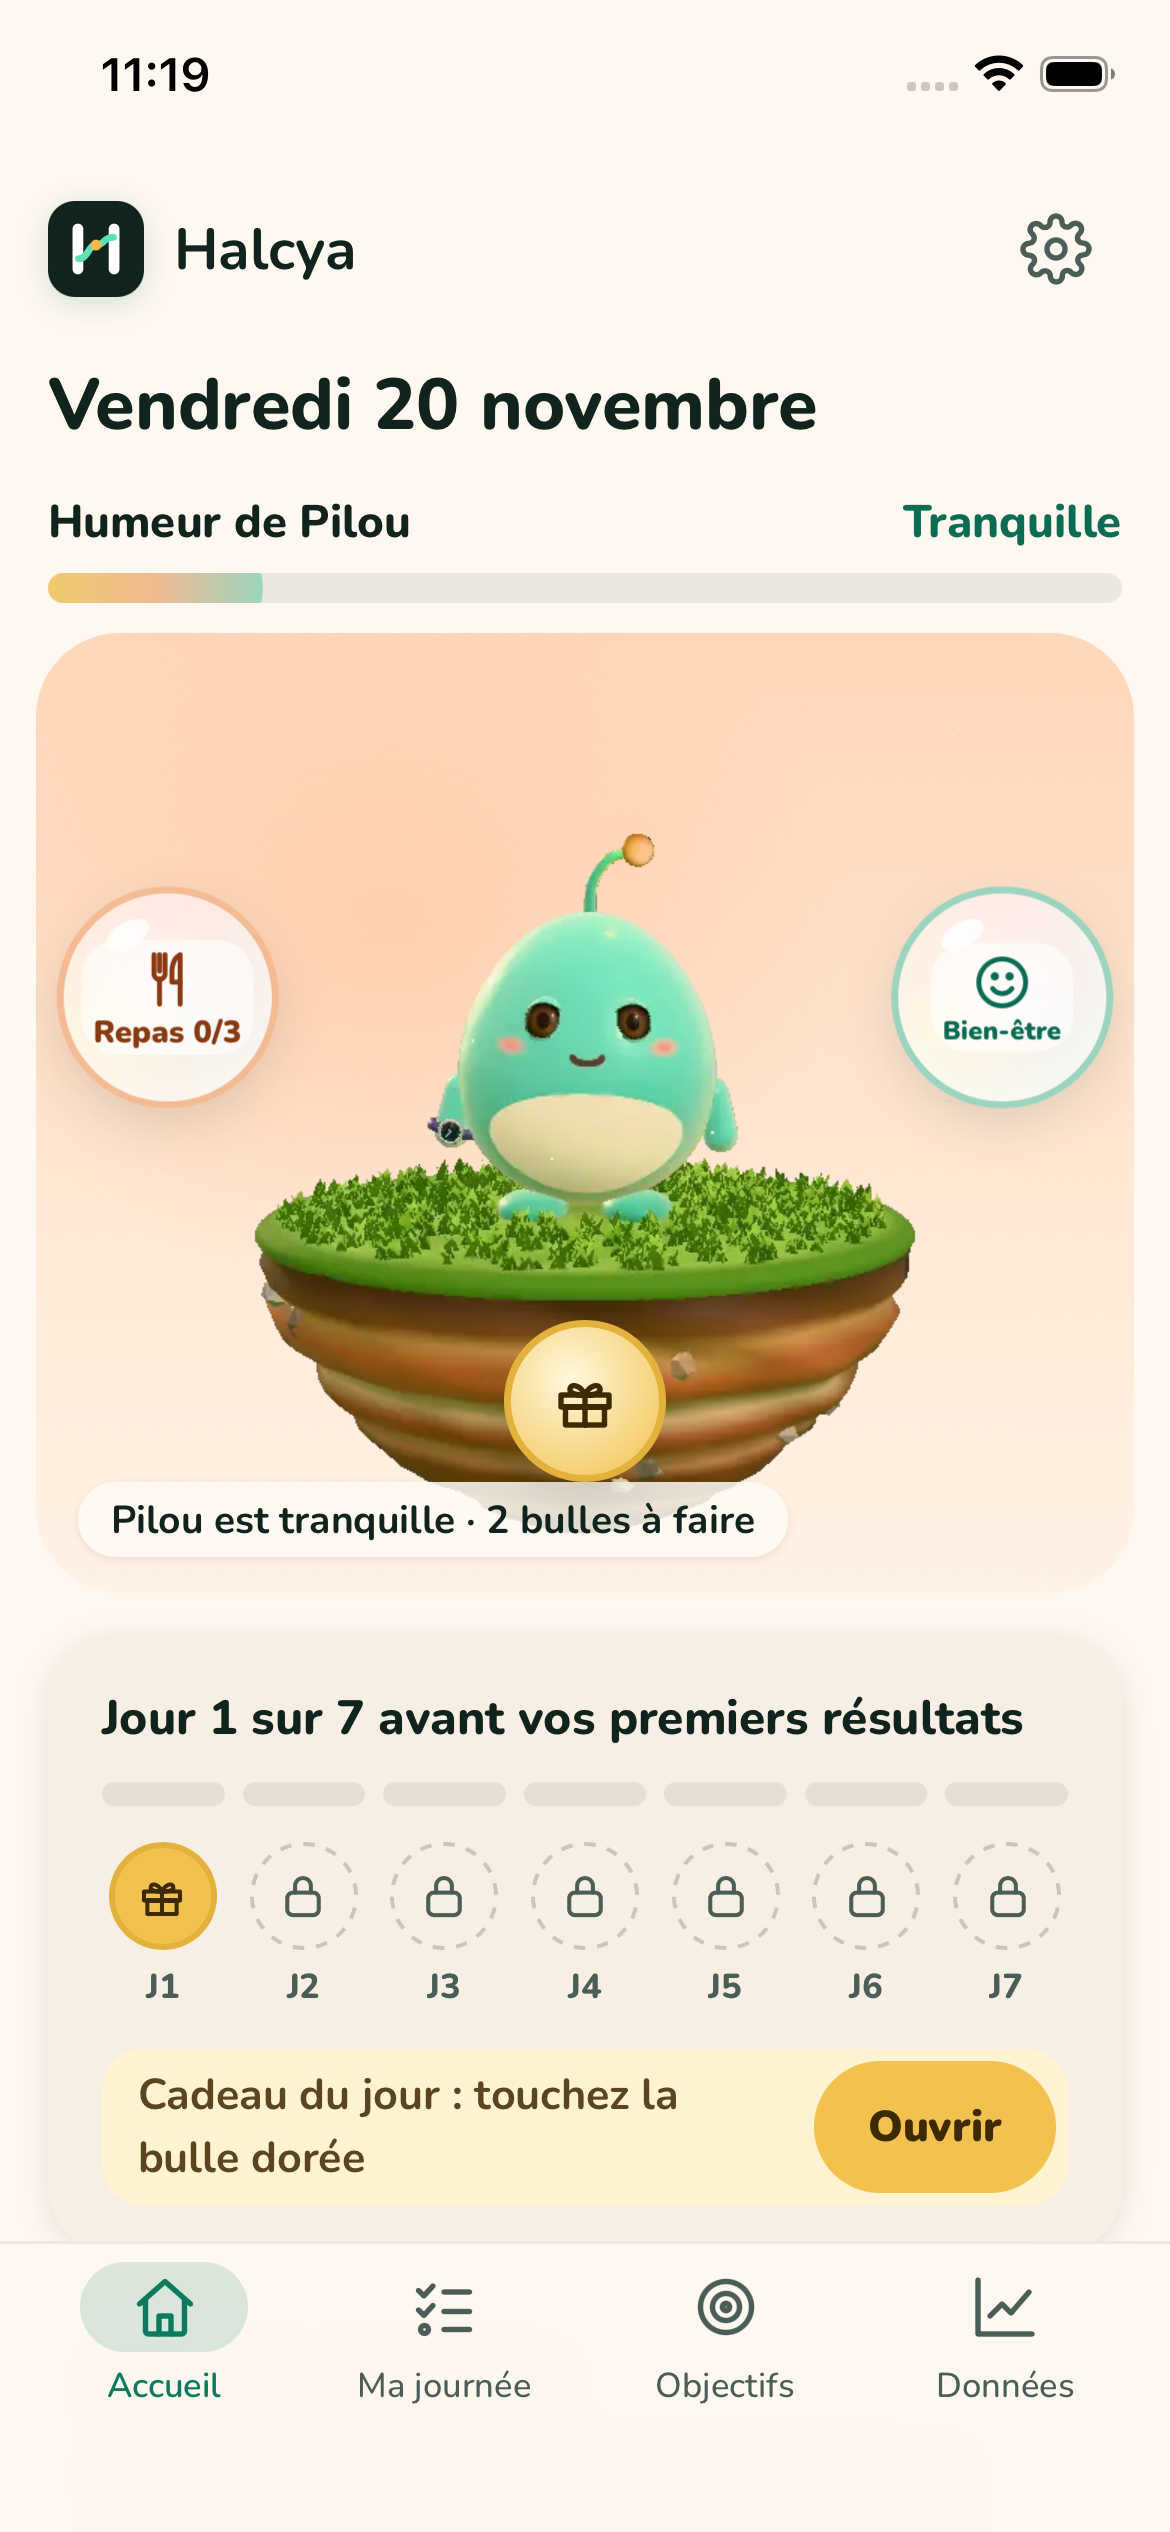 11:19
Halcya
Vendredi 20 novembre
Humeur de Pilou
Tranquille
Repas 0/3
Bien-être
Pilou est tranquille · 2 bulles à faire
Jour 1 sur 7 avant vos premiers résultats
J1 J2 J3 J4 J5 J6 J7
Cadeau du jour : touchez la
bulle dorée
Ouvrir
Accueil Ma journée Objectifs Données